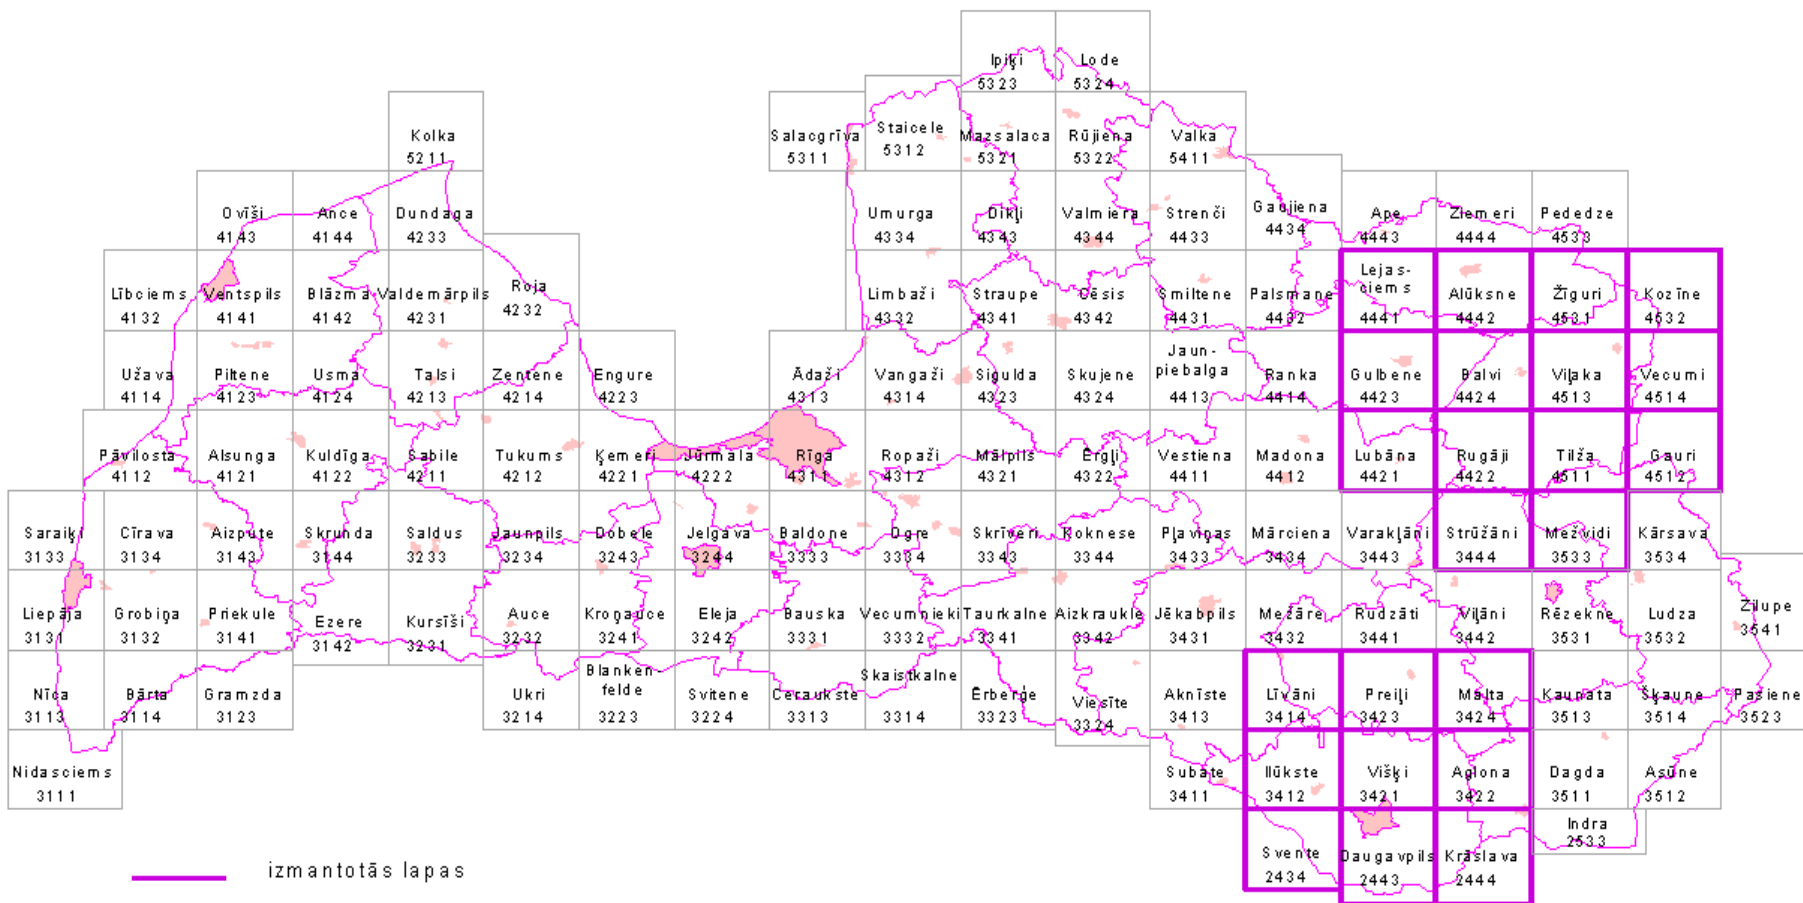 Ipiķi
5323
Lode
5324
Kolka
5211
Salacgrīva
5311
Staicele
5312
Mazsalaca
5321
Rūjiena
5322
Valka
5411
Ovīši
4143
Ance
4144
Dundaga
4233
Umurga
4334
Dikļi
4343
Valmiera
4344
Strenči
4433
Gaujiena
4434
Ape
4443
Ziemeri
4444
Pededze
4533
Lībciems
4132
Ventspils
4141
Blāzma
4142
Valdemārpils
4231
Roja
4232
Limbaži
4332
Straupe
4341
Cēsis
4342
Smiltene
4431
Palsmane
4432
Lejas-
ciems
4441
Alūksne
4442
Žīguri
4531
Kozīne
4532
Užava
4114
Piltene
4123
Usma
4124
Talsi
4213
Zentene
4214
Engure
4223
Ādaži
4313
Vangaži
4314
Sigulda
4323
Skujene
4324
Jaun-
piebalga
4413
Ranka
4414
Gulbene
4423
Balvi
4424
Viļaka
4513
Vecumi
4514
Pāvilosta
4112
Alsunga
4121
Kuldīga
4122
Sabile
4211
Tukums
4212
Ķemeri
4221
Jūrmala
4222
Rīga
4311
Ropaži
4312
Mālpils
4321
Ērgļi
4322
Vestiena
4411
Madona
4412
Lubāna
4421
Rugāji
4422
Tilža
4511
Gauri
4512
Saraiķi
3133
Cīrava
3134
Aizpute
3143
Skrunda
3144
Saldus
3233
Jaunpils
3234
Dobele
3243
Jelgava
3244
Baldone
3333
Ogre
3334
Skrīveri
3343
Koknese
3344
Pļaviņas
3433
Mārciena
3434
Varakļāni
3443
Strūžāni
3444
Mežvidi
3533
Kārsava
3534
Liepāja
3131
Grobiņa
3132
Priekule
3141
Ezere
3142
Kursīši
3231
Auce
3232
Kroņauce
3241
Eleja
3242
Bauska
3331
Vecumnieki
3332
Taurkalne
3341
Aizkraukle
3342
Jēkabpils
3431
Mežāre
3432
Rudzāti
3441
Viļāni
3442
Rēzekne
3531
Ludza
3532
Zilupe
3541
Nīca
3113
Bārta
3114
Gramzda
3123
Ukri
3214
Blanken-
felde
3223
Svitene
3224
Ceraukste
3313
Skaistkalne
3314
Ērberģe
3323
Viesīte
3324
Aknīste
3413
Līvāni
3414
Preiļi
3423
Malta
3424
Kaunata
3513
Šķaune
3514
Pasiene
3523
Nidasciems
3111
Subate
3411
Ilūkste
3412
Višķi
3421
Aglona
3422
Dagda
3511
Asūne
3512
Svente
2434
Daugavpils
2443
Krāslava
2444
Indra
2533
izmantotās lapas